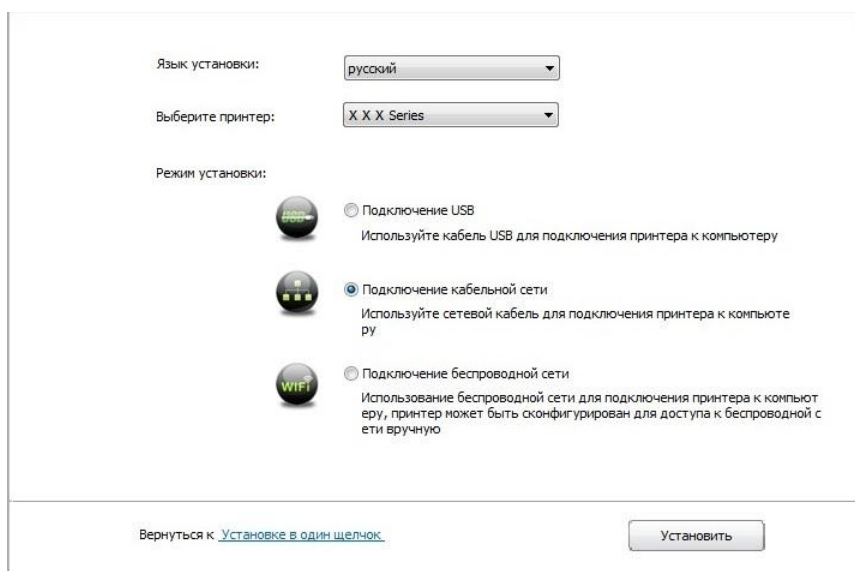 Язык установки: русский
Выберите принтер: X X X Series
Режим установки:
USB Подключение USB
Используйте кабель USB для подключения принтера к компьютеру
Подключение кабельной сети
Используйте сетевой кабель для подключения принтера к компьюте
ру
WiFi Подключение беспроводной сети
Использование беспроводной сети для подключения принтера к компьют
еру, принтер может быть сконфигурирован для доступа к беспроводной с
ети вручную
Вернуться к Установке в один щелчок Установить